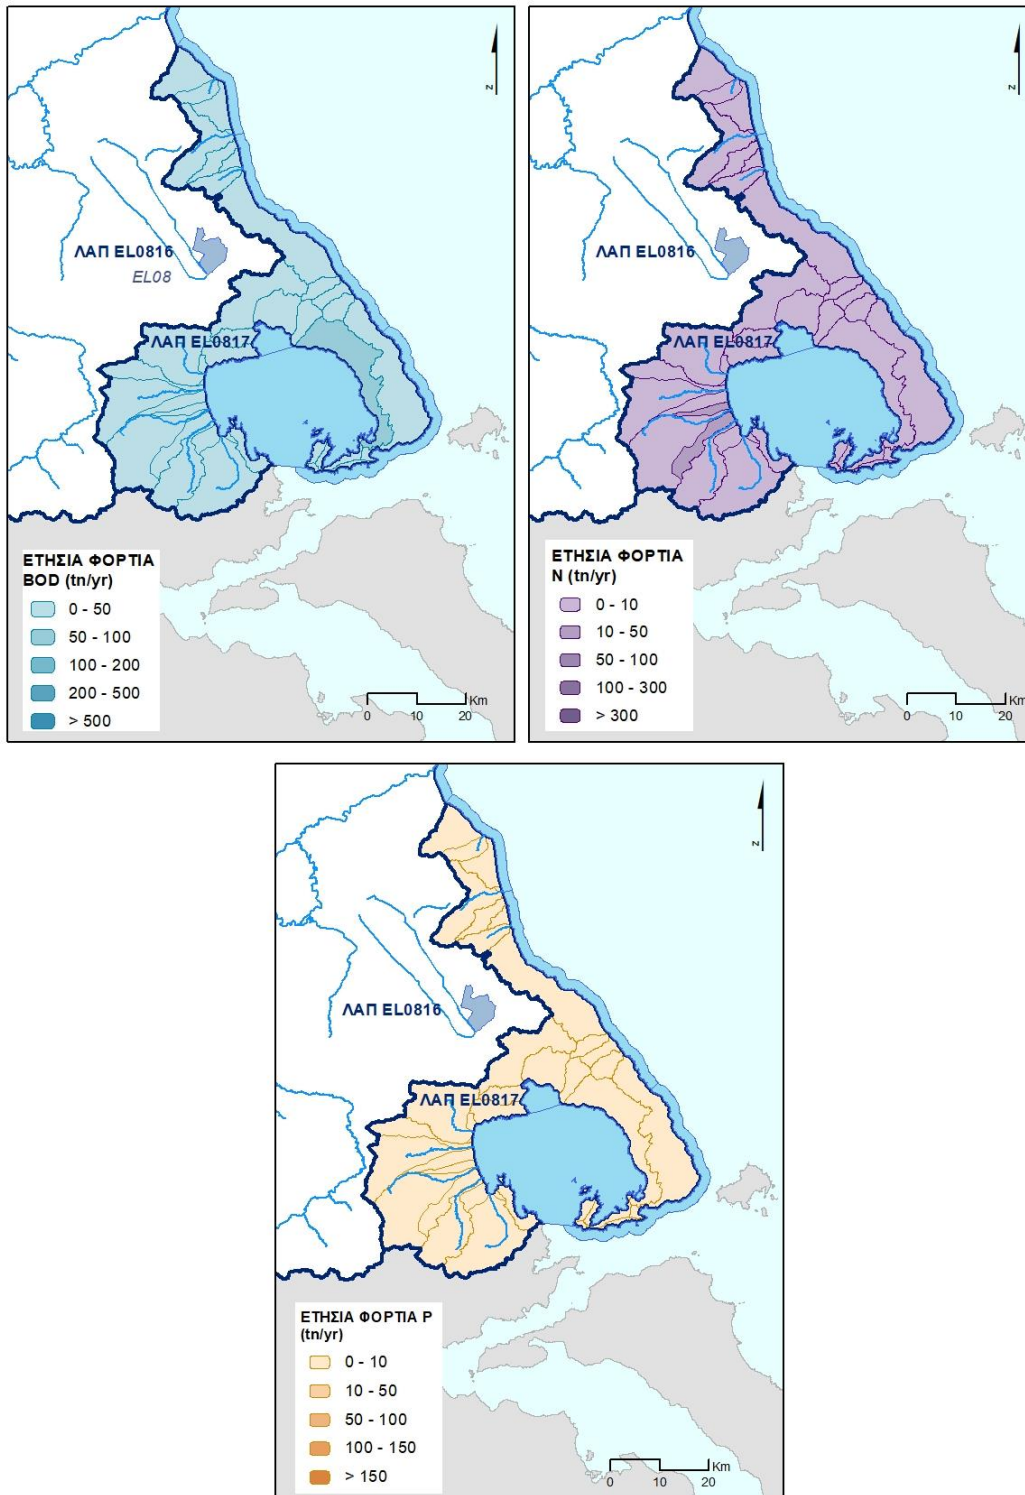 N
ΛΑΠ EL0816
EL08
ΛΑΠ EL0817
ΕΤΗΣΙΑ ΦΟΡΤΙΑ
BOD (tn/yr)
0 - 50
50 - 100
100 - 200
200 - 500
> 500
Km
0 10 20
N
ΛΑΠ EL0816
ΛΑΠ EL0817
ΕΤΗΣΙΑ ΦΟΡΤΙΑ
N (tn/yr)
0 - 10
10 - 50
50 - 100
100 - 300
> 300
Km
0 10 20
N
ΛΑΠ EL0816
ΛΑΠ EL0817
ΕΤΗΣΙΑ ΦΟΡΤΙΑ P
(tn/yr)
0 - 10
10 - 50
50 - 100
100 - 150
> 150
Km
0 10 20